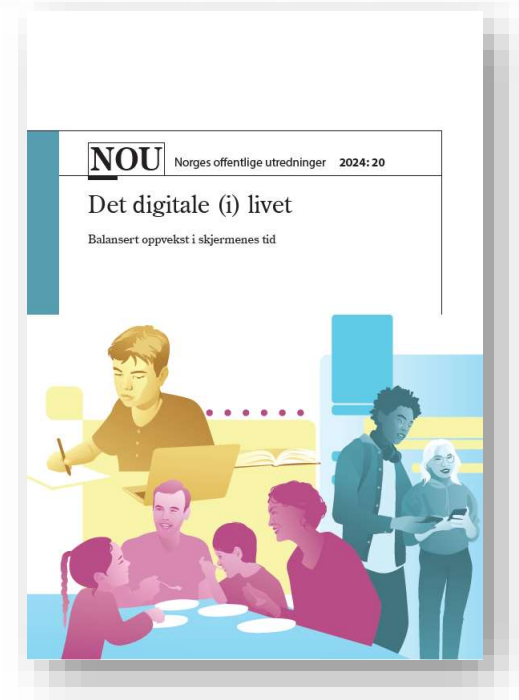 NOU Norges offentlige utredninger 2024: 20
Det digitale (i) livet
Balansert oppvekst i skjermenes tid